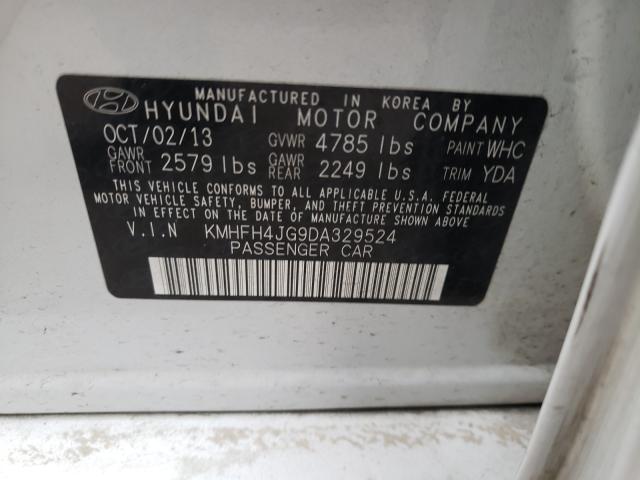 MANUFACTURED IN KOREA BY
HYUNDAI MOTOR COMPANY
OCT/02/13 GVWR 4785 lbs PAINT WHC
GAWR FRONT 2579 lbs GAWR REAR 2249 lbs TRIM YDA
THIS VEHICLE CONFORMS TO ALL APPLICABLE U.S.A. FEDERAL
MOTOR VEHICLE SAFETY, BUMPER, AND THEFT PREVENTION STANDARDS
IN EFFECT ON THE DATE OF MANUFACTURE SHOWN ABOVE
V.I.N KMHFH4JG9DA329524
PASSENGER CAR